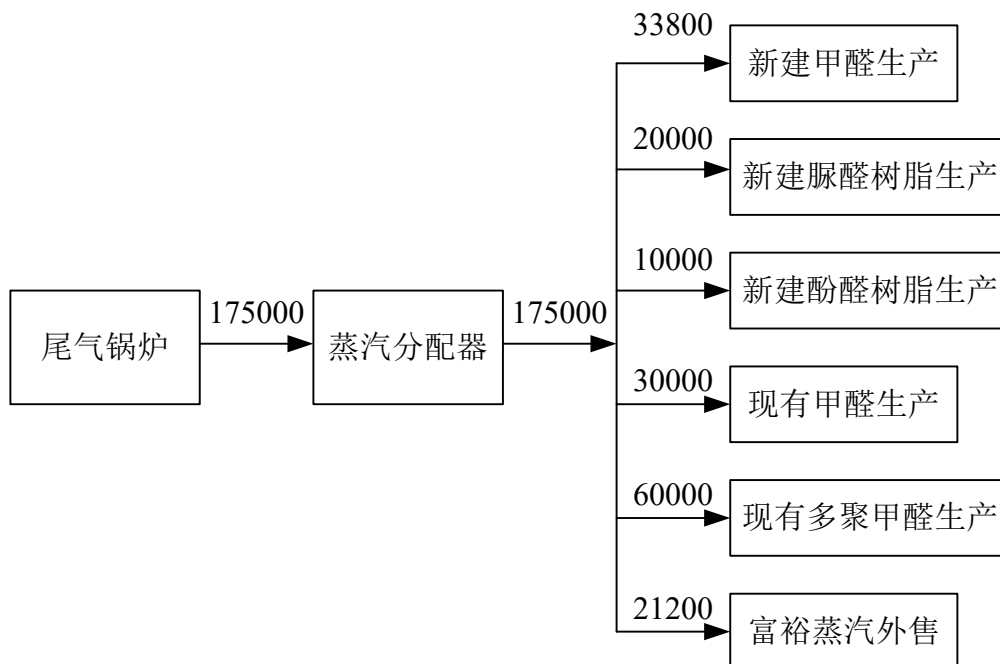 33800
新建甲醛生产
20000
新建脲醛树脂生产
10000
新建酚醛树脂生产
尾气锅炉
175000
蒸汽分配器
175000
30000
现有甲醛生产
60000
现有多聚甲醛生产
21200
富裕蒸汽外售